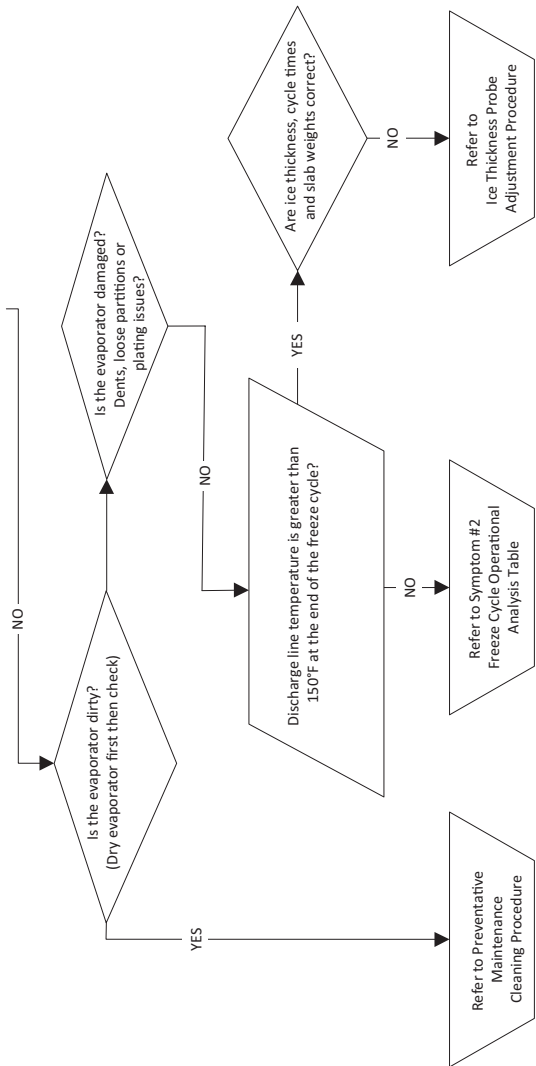 NO
Is the evaporator dirty?
(Dry evaporator first then check)
YES
Refer to Preventative
Maintenance
Cleaning Procedure
Is the evaporator damaged?
Dents, loose partitions or
plating issues?
NO
Discharge line temperature is greater than
150°F at the end of the freeze cycle?
NO
Refer to Symptom #2
Freeze Cycle Operational
Analysis Table
YES
Are ice thickness, cycle times
and slab weights correct?
NO
Refer to
Ice Thickness Probe
Adjustment Procedure